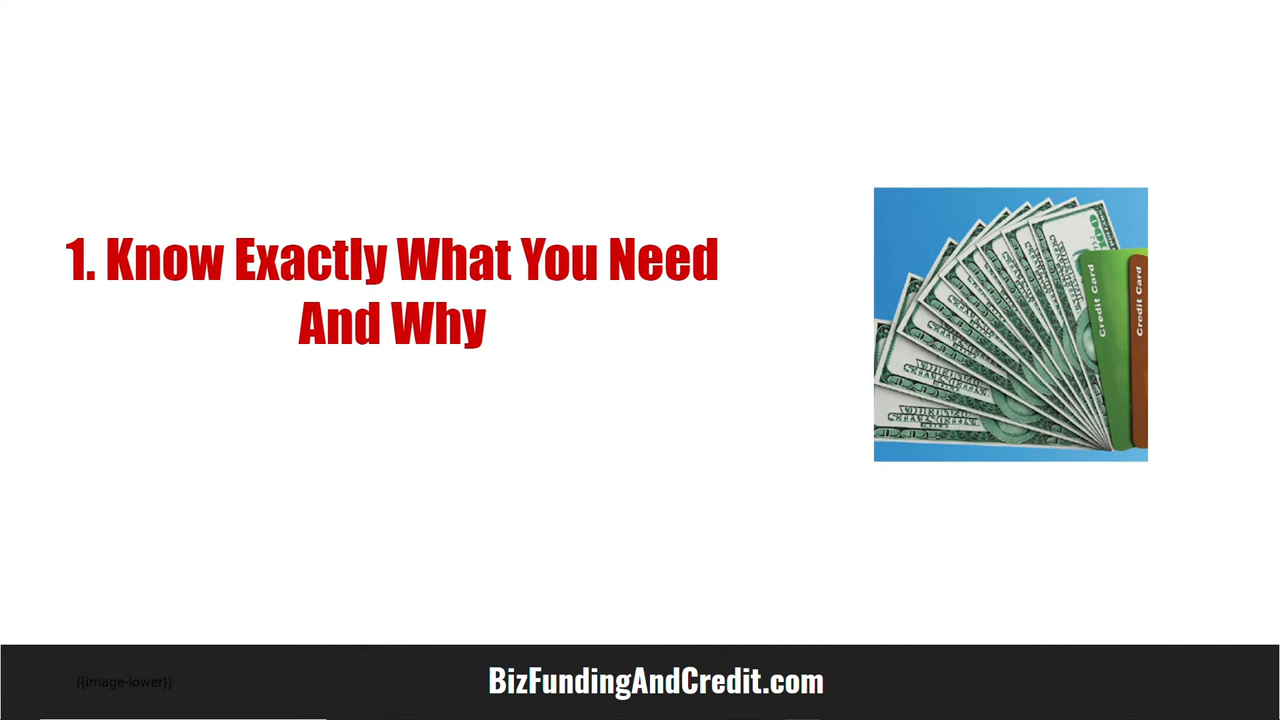 1. Know Exactly What You Need
And Why
Credit Card
Credit Card
{{image-lower}}
BizFundingAndCredit.com